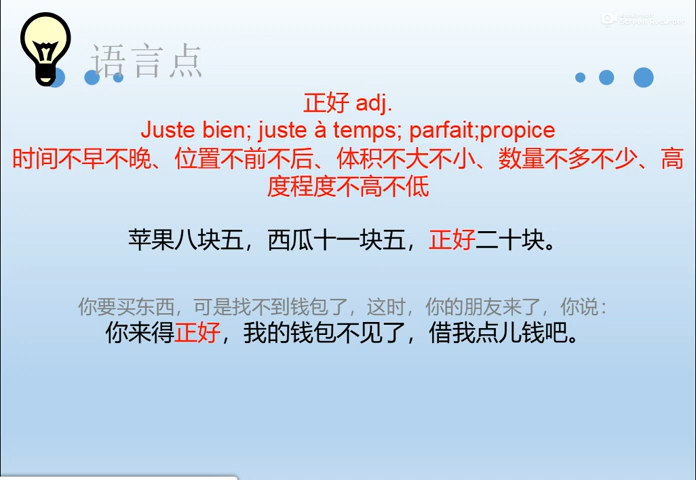 语言点
正好 adj.
Juste bien; juste à temps; parfait;propice
时间不早不晚、位置不前不后、体积不大不小、数量不多不少、高
度程度不高不低
苹果八块五，西瓜十一块五，正好二十块。
你要买东西，可是找不到钱包了，这时，你的朋友来了，你说：
你来得正好，我的钱包不见了，借我点儿钱吧。